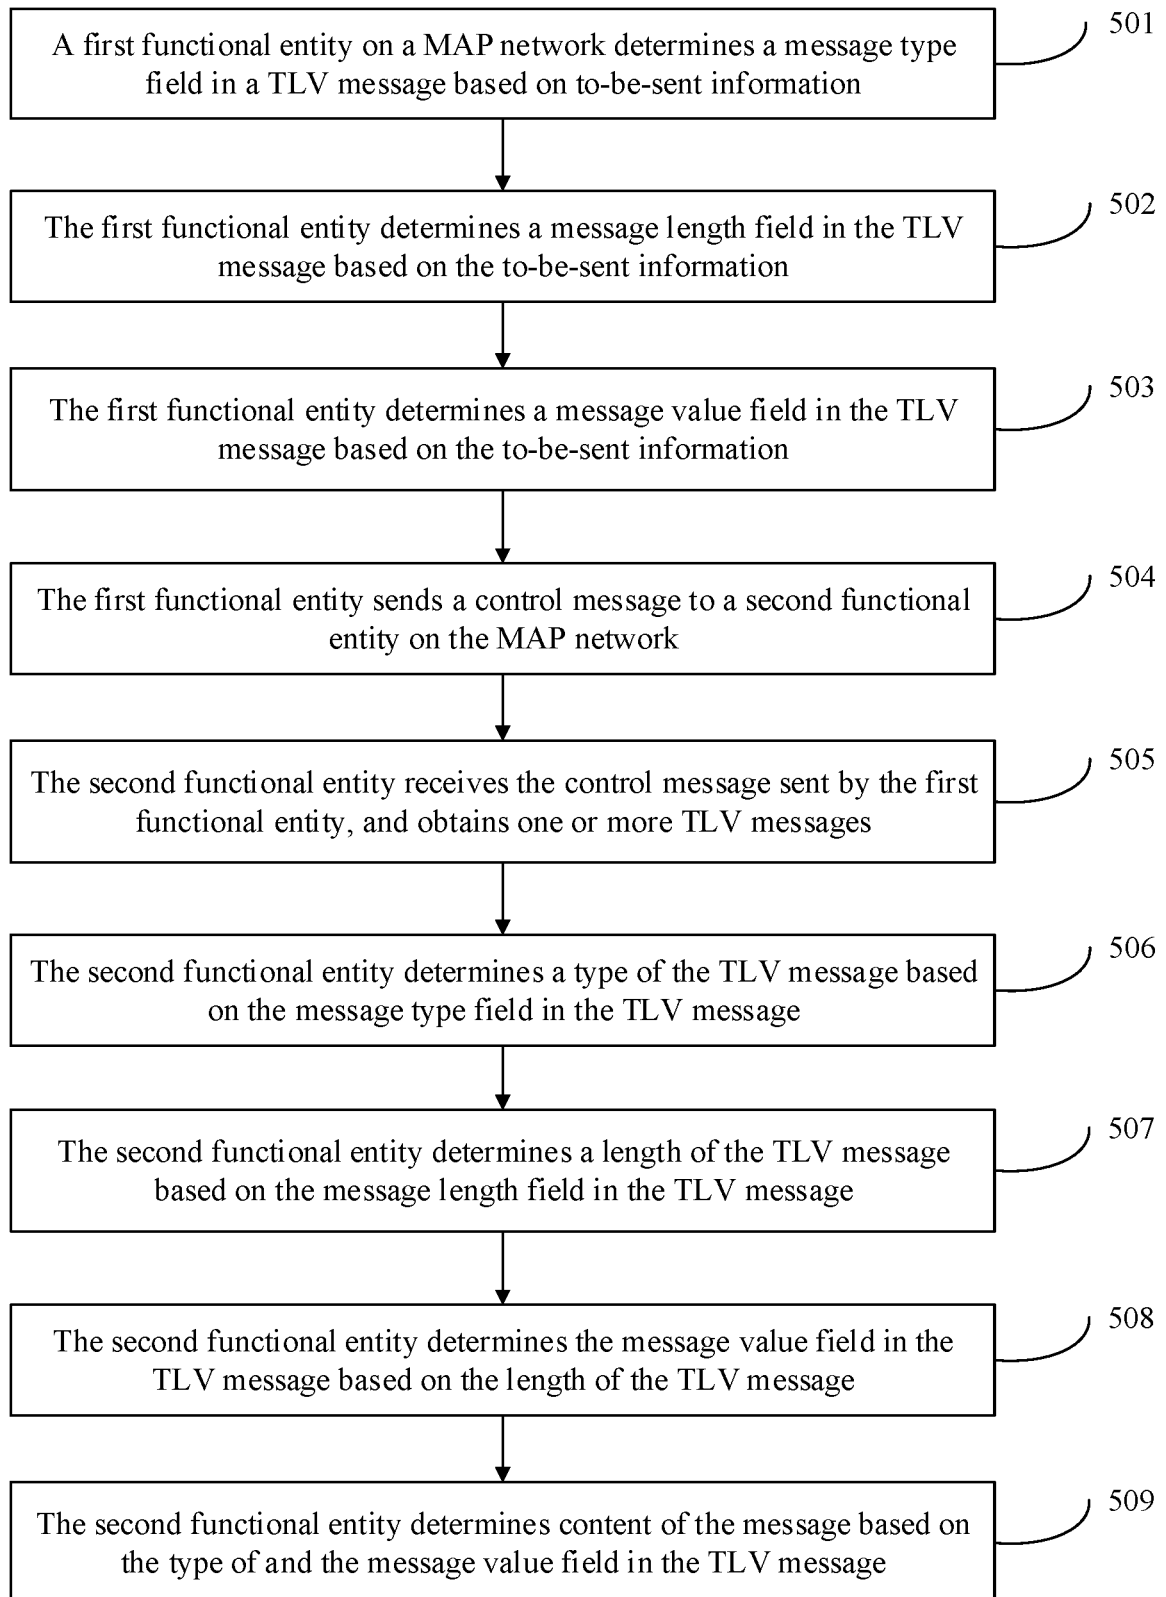 A first functional entity on a MAP network determines a message type
field in a TLV message based on to-be-sent information
501
The first functional entity determines a message length field in the TLV
message based on the to-be-sent information
502
The first functional entity determines a message value field in the TLV
message based on the to-be-sent information
503
The first functional entity sends a control message to a second functional
entity on the MAP network
504
The second functional entity receives the control message sent by the first
functional entity, and obtains one or more TLV messages
505
The second functional entity determines a type of the TLV message based
on the message type field in the TLV message
506
The second functional entity determines a length of the TLV message
based on the message length field in the TLV message
507
The second functional entity determines the message value field in the
TLV message based on the length of the TLV message
508
The second functional entity determines content of the message based on
the type of and the message value field in the TLV message
509